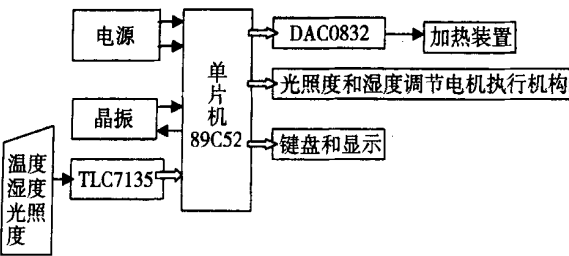 电源
晶振
温度
湿度
光照
度
TLC7135
单
片
机
89C52
DAC0832
加热装置
光照度和湿度调节电机执行机构
键盘和显示